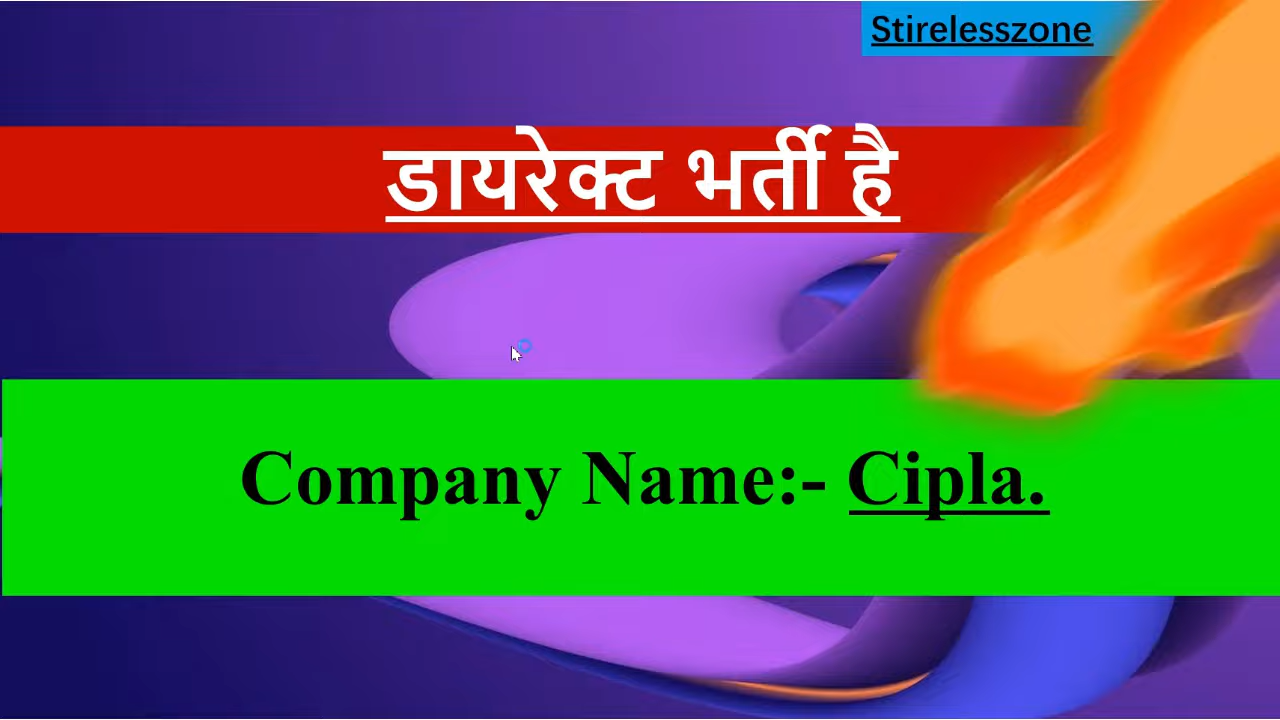 Stirelesszone
डायरेक्ट भर्ती है
Company Name:- Cipla.